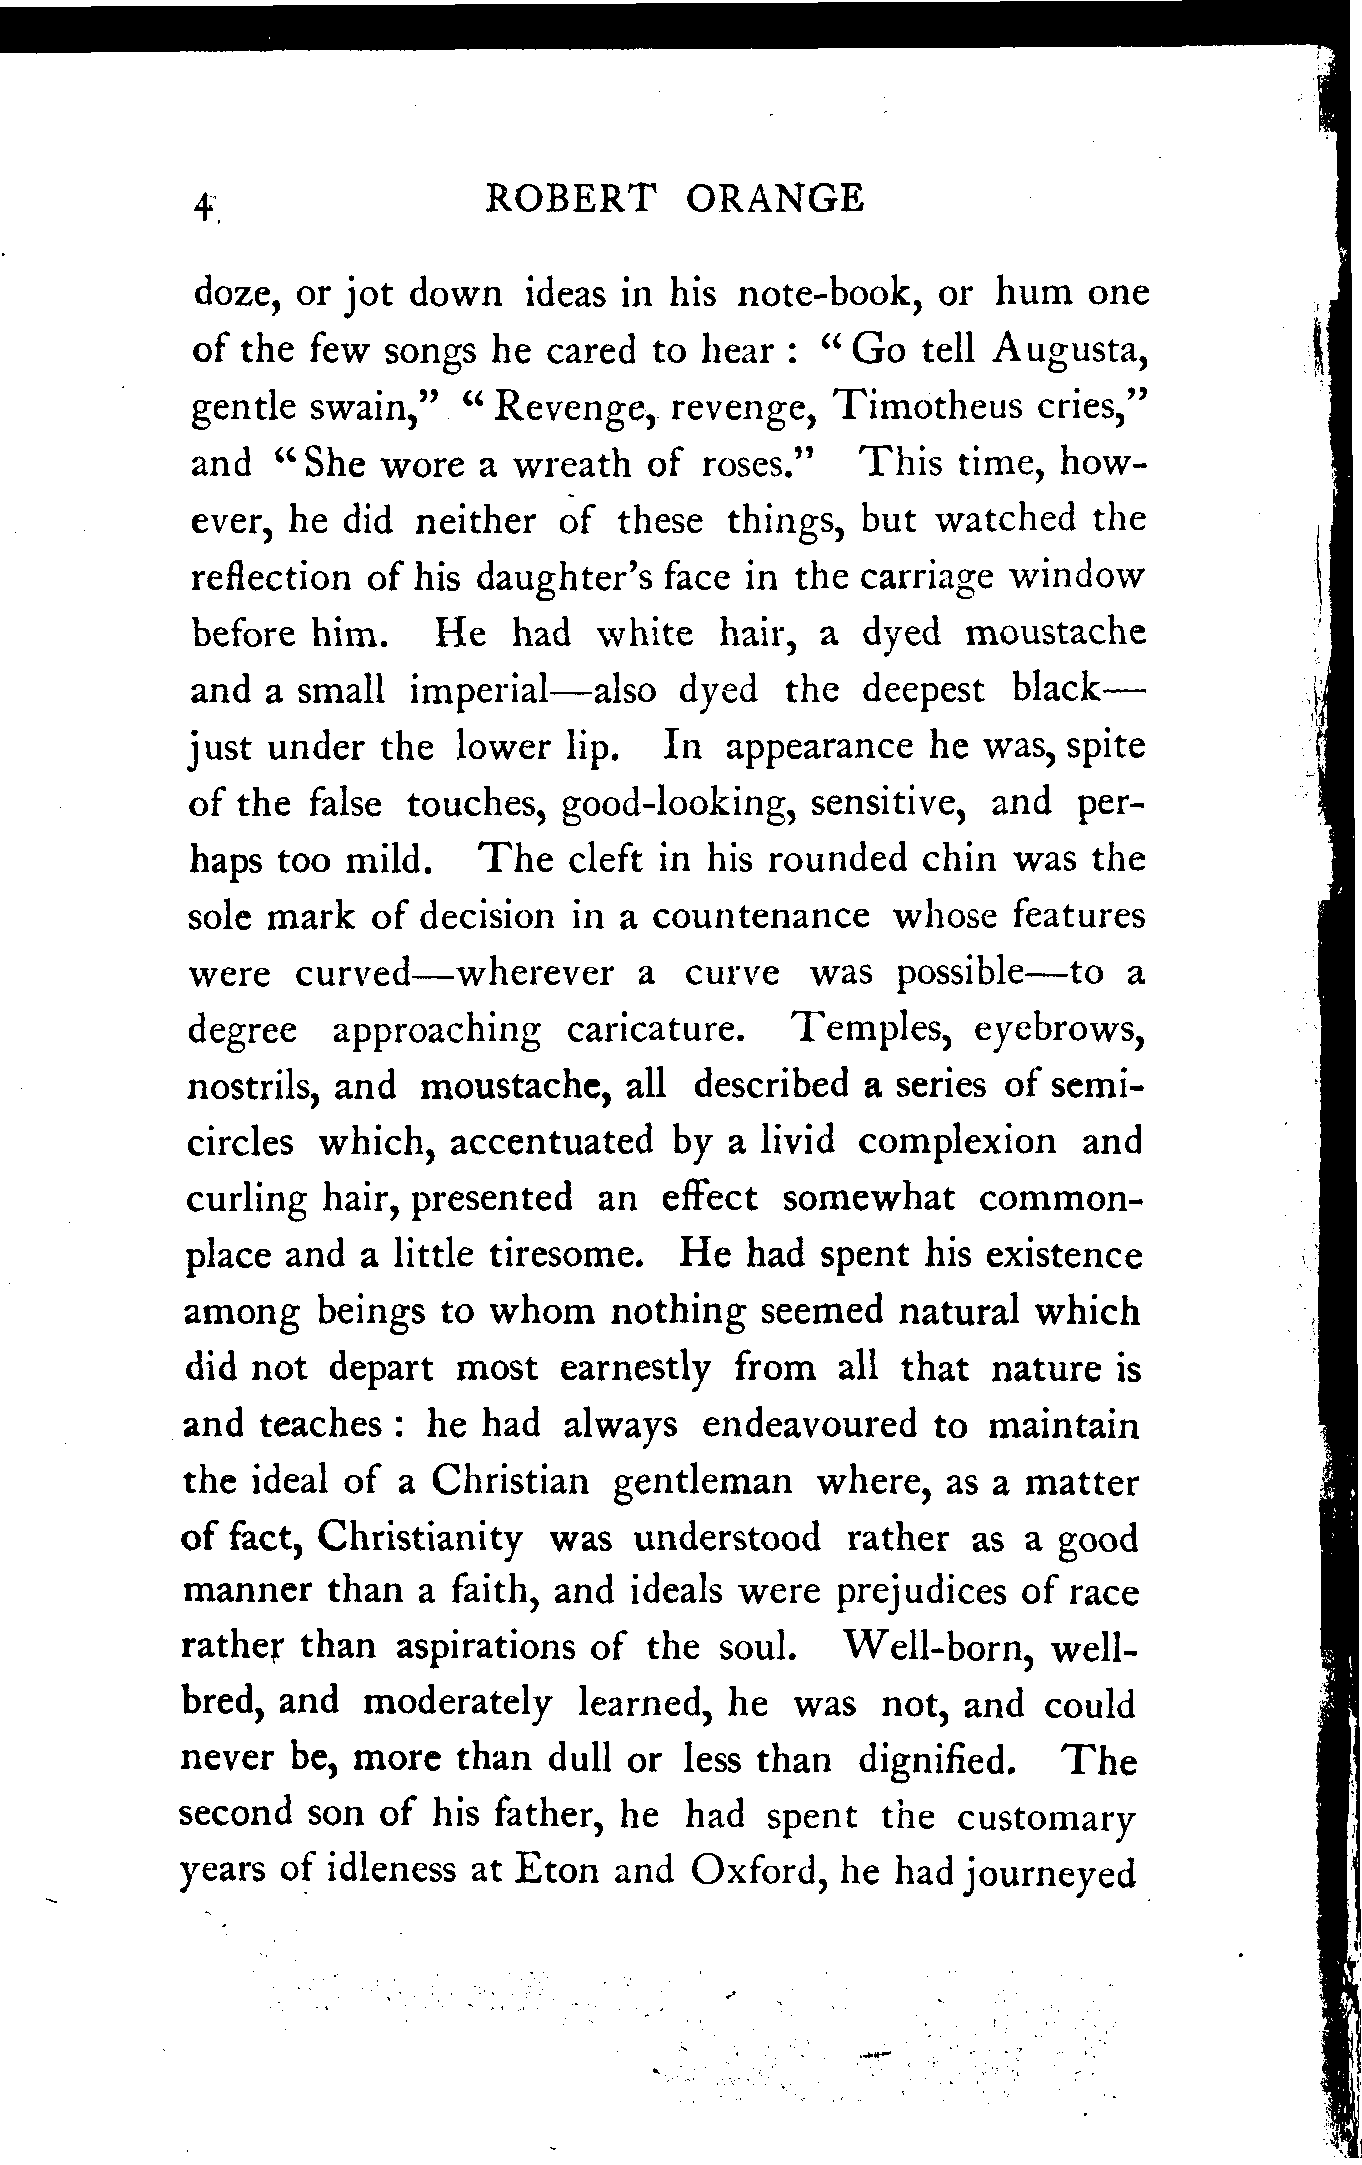 4 ROBERT ORANGE
doze, or jot down ideas in his note-book, or hum one
of the few songs he cared to hear : “ Go tell Augusta,
gentle swain,” “ Revenge, revenge, Timotheus cries,”
and “ She wore a wreath of roses.” This time, how-
ever, he did neither of these things, but watched the
reflection of his daughter’s face in the carriage window
before him. He had white hair, a dyed moustache
and a small imperial—also dyed the deepest black—
just under the lower lip. In appearance he was, spite
of the false touches, good-looking, sensitive, and per-
haps too mild. The cleft in his rounded chin was the
sole mark of decision in a countenance whose features
were curved—wherever a curve was possible—to a
degree approaching caricature. Temples, eyebrows,
nostrils, and moustache, all described a series of semi-
circles which, accentuated by a livid complexion and
curling hair, presented an effect somewhat common-
place and a little tiresome. He had spent his existence
among beings to whom nothing seemed natural which
did not depart most earnestly from all that nature is
and teaches : he had always endeavoured to maintain
the ideal of a Christian gentleman where, as a matter
of fact, Christianity was understood rather as a good
manner than a faith, and ideals were prejudices of race
rather than aspirations of the soul. Well-born, well-
bred, and moderately learned, he was not, and could
never be, more than dull or less than dignified. The
second son of his father, he had spent the customary
years of idleness at Eton and Oxford, he had journeyed